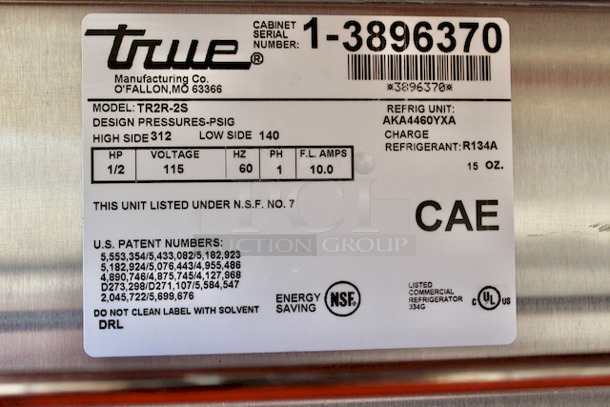 true®
Manufacturing Co.
O'FALLON,MO 63366
CABINET
SERIAL
NUMBER: 1-3896370
*3896370*
MODEL: TR2R-2S
DESIGN PRESSURES-PSIG
HIGH SIDE 312 LOW SIDE 140
REFRIG UNIT:
AKA4460YXA
CHARGE
REFRIGERANT: R134A
15 OZ.
HP VOLTAGE HZ PH F.L. AMPS
1/2 115 60 1 10.0
THIS UNIT LISTED UNDER N.S.F. NO. 7
CAE
AUCTION GROUP
U.S. PATENT NUMBERS:
5,553,354/5,433,082/5,182,923
5,182,924/5,076,443/4,955,486
4,890,746/4,875,745/4,127,968
D273,298/D271,107/5,584,547
2,045,722/5,699,676
DO NOT CLEAN LABEL WITH SOLVENT
DRL
ENERGY
SAVING
NSF®
LISTED
COMMERCIAL
REFRIGERATOR
334G
c UL US